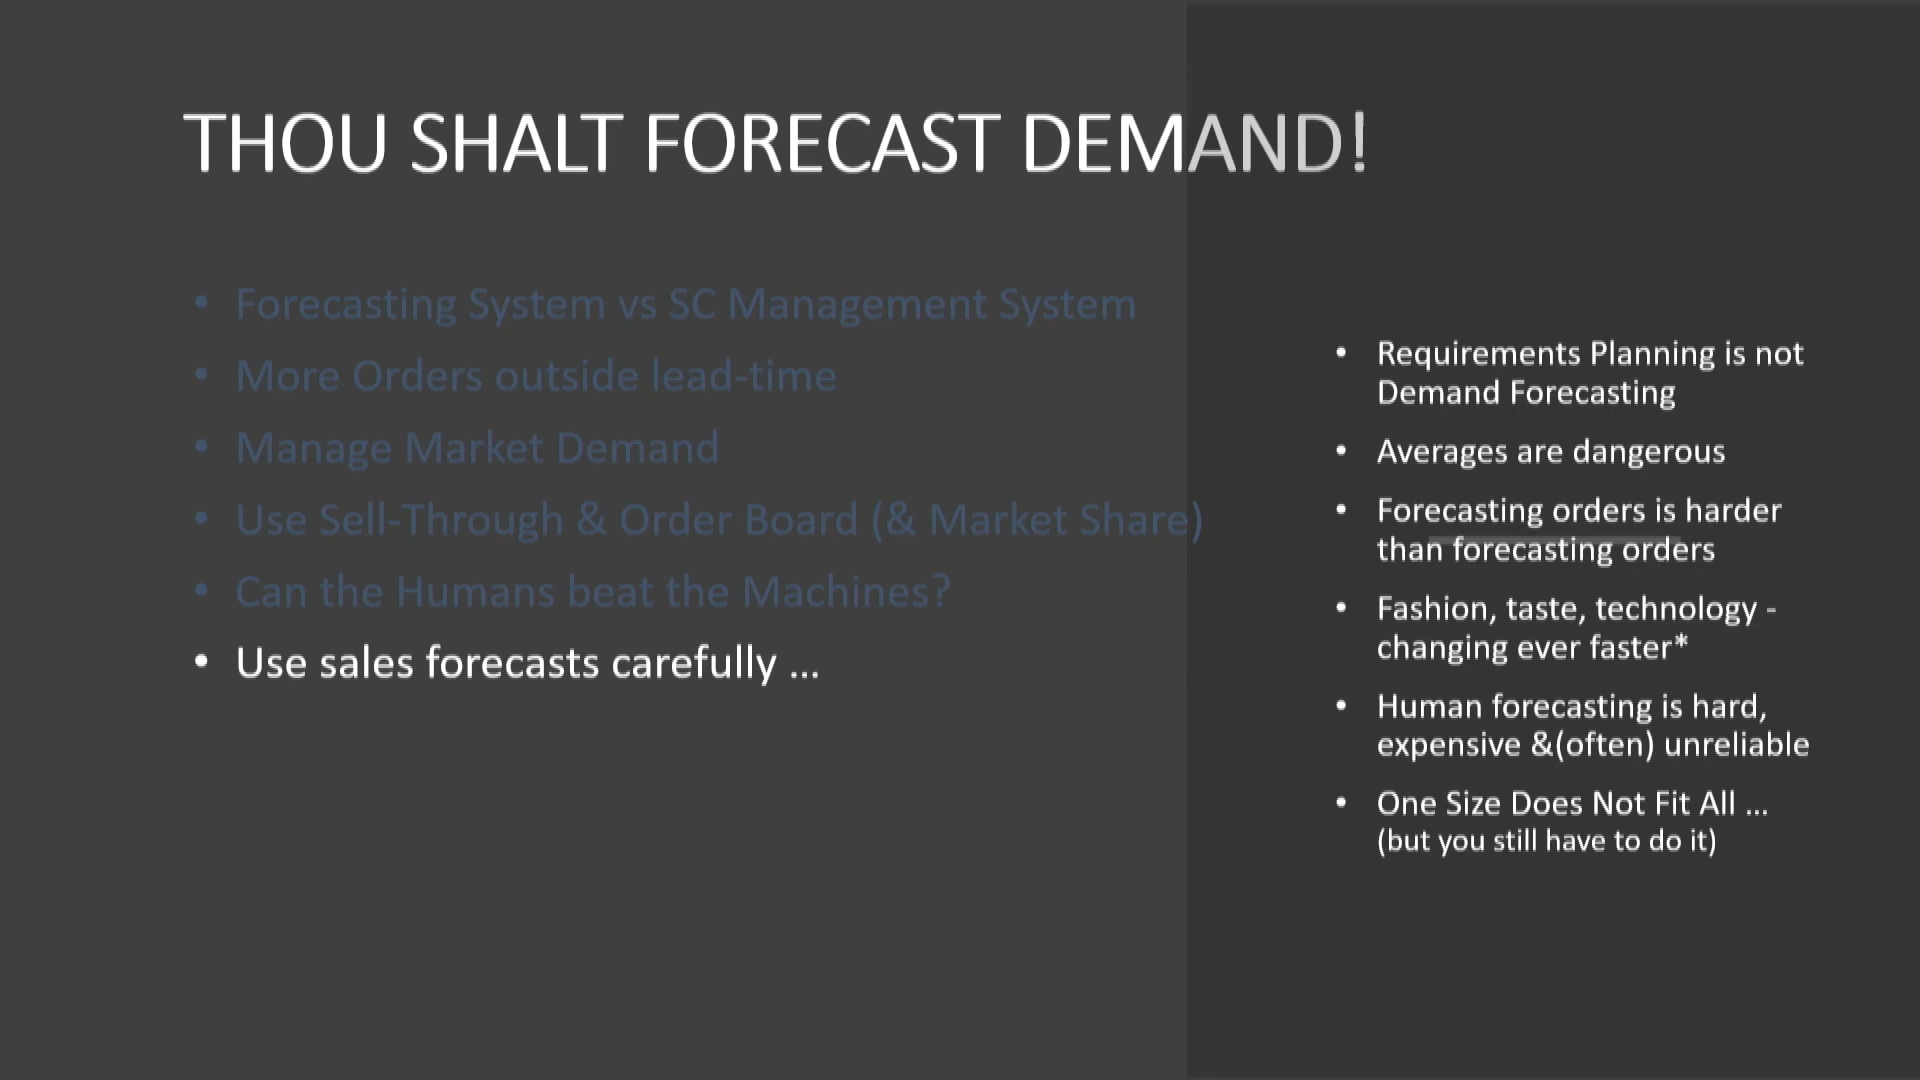 THOU SHALT FORECAST DEMAND!
• Forecasting System vs SC Management System
• More Orders outside lead-time
• Manage Market Demand
• Use Sell-Through & Order Board (& Market Share)
• Can the Humans beat the Machines?
• Use sales forecasts carefully ...
• Requirements Planning is not
Demand Forecasting
• Averages are dangerous
• Forecasting orders is harder
than forecasting orders
• Fashion, taste, technology -
changing ever faster*
• Human forecasting is hard,
expensive &(often) unreliable
• One Size Does Not Fit All ...
(but you still have to do it)